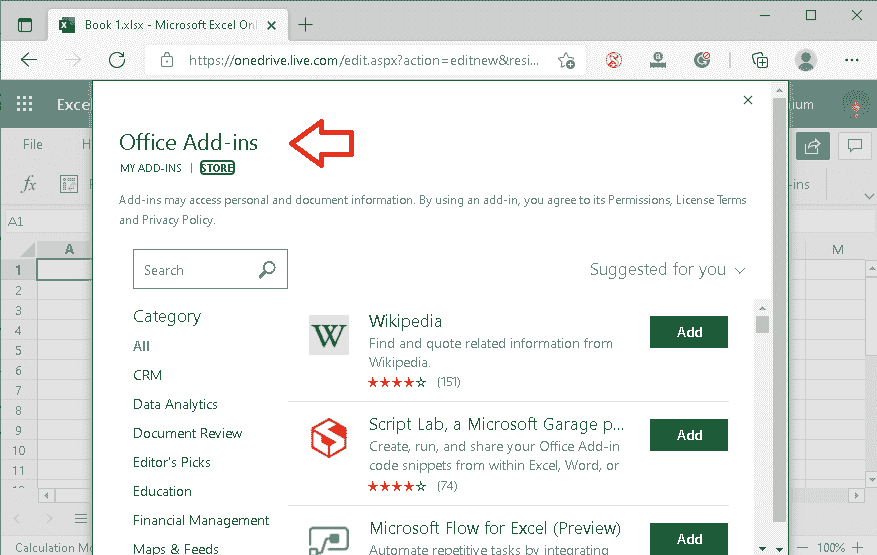 Book 1.xlsx - Microsoft Excel Onl
https://onedrive.live.com/edit.aspx?action=editnew&resi...
Excel
ium
Office Add-ins
File
H
MY ADD-INS | STORE
fx
-ins
Add-ins may access personal and document information. By using an add-in, you agree to its Permissions, License Terms
and Privacy Policy.
A1
A
M
Search
Suggested for you
1
2
3
4
5
6
7
8
9
10
11
Category
All
CRM
Data Analytics
Document Review
Editor's Picks
Education
Financial Management
Maps & Feeds
W
Wikipedia
Find and quote related information from
Wikipedia.
(151)
Add
Script Lab, a Microsoft Garage p...
Create, run, and share your Office Add-in
code snippets from within Excel, Word, or
(74)
Add
Microsoft Flow for Excel (Preview)
Automate repetitive tasks by integrating
Add
Calculation Mo
100%